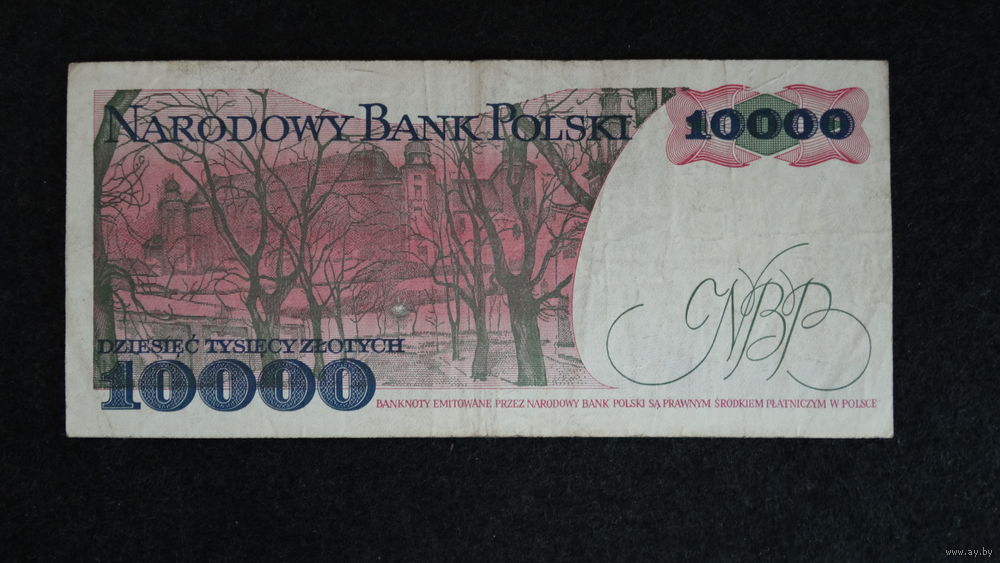 NARODOWY BANK POLSKI
10000
NBP
DZIESIĘĆ TYSIĘCY ZŁOTYCH
10000
BANKNOTY EMITOWANE PRZEZ NARODOWY BANK POLSKI SĄ PRAWNYM ŚRODKIEM PŁATNICZYM W POLSCE
www.ay.by